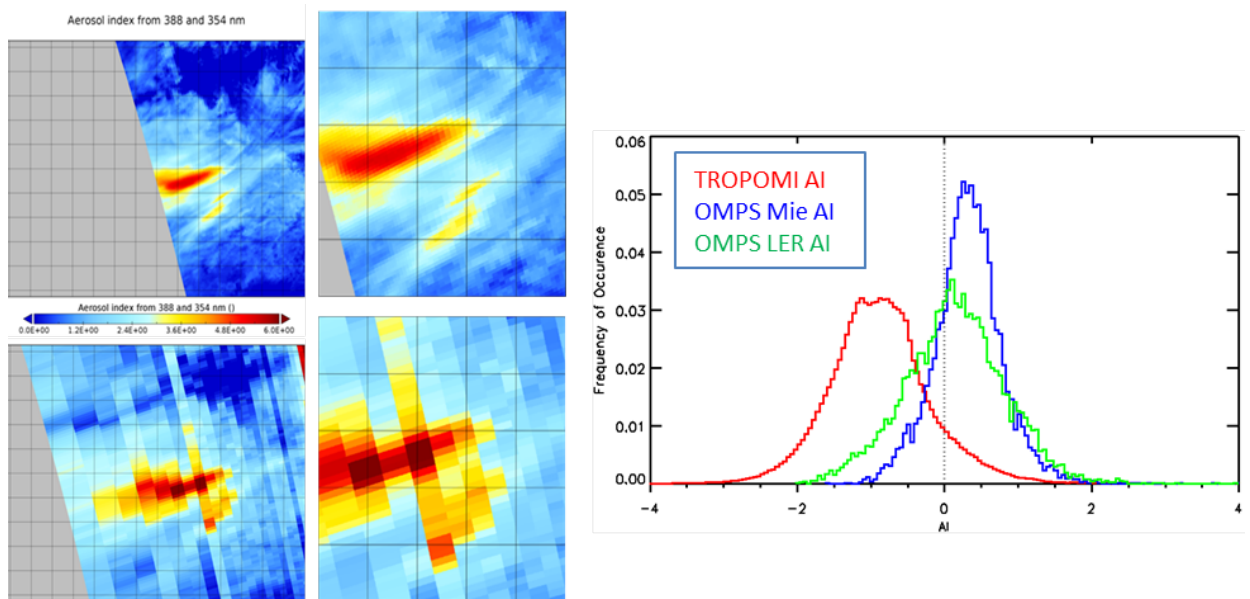 Aerosol index from 388 and 354 nm
Aerosol index from 388 and 354 nm ()
0.0E+00 1.2E+00 2.4E+00 3.6E+00 4.8E+00 6.0E+00
TROPOMI AI
OMPS Mie AI
OMPS LER AI
Frequency of Occurence
0.06
0.05
0.04
0.03
0.02
0.01
0.00
-4 -2 0 2 4
AI